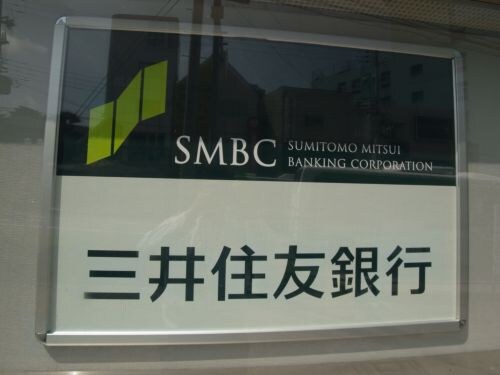 SMBC SUMITOMO MITSUI
BANKING CORPORATION
三井住友銀行